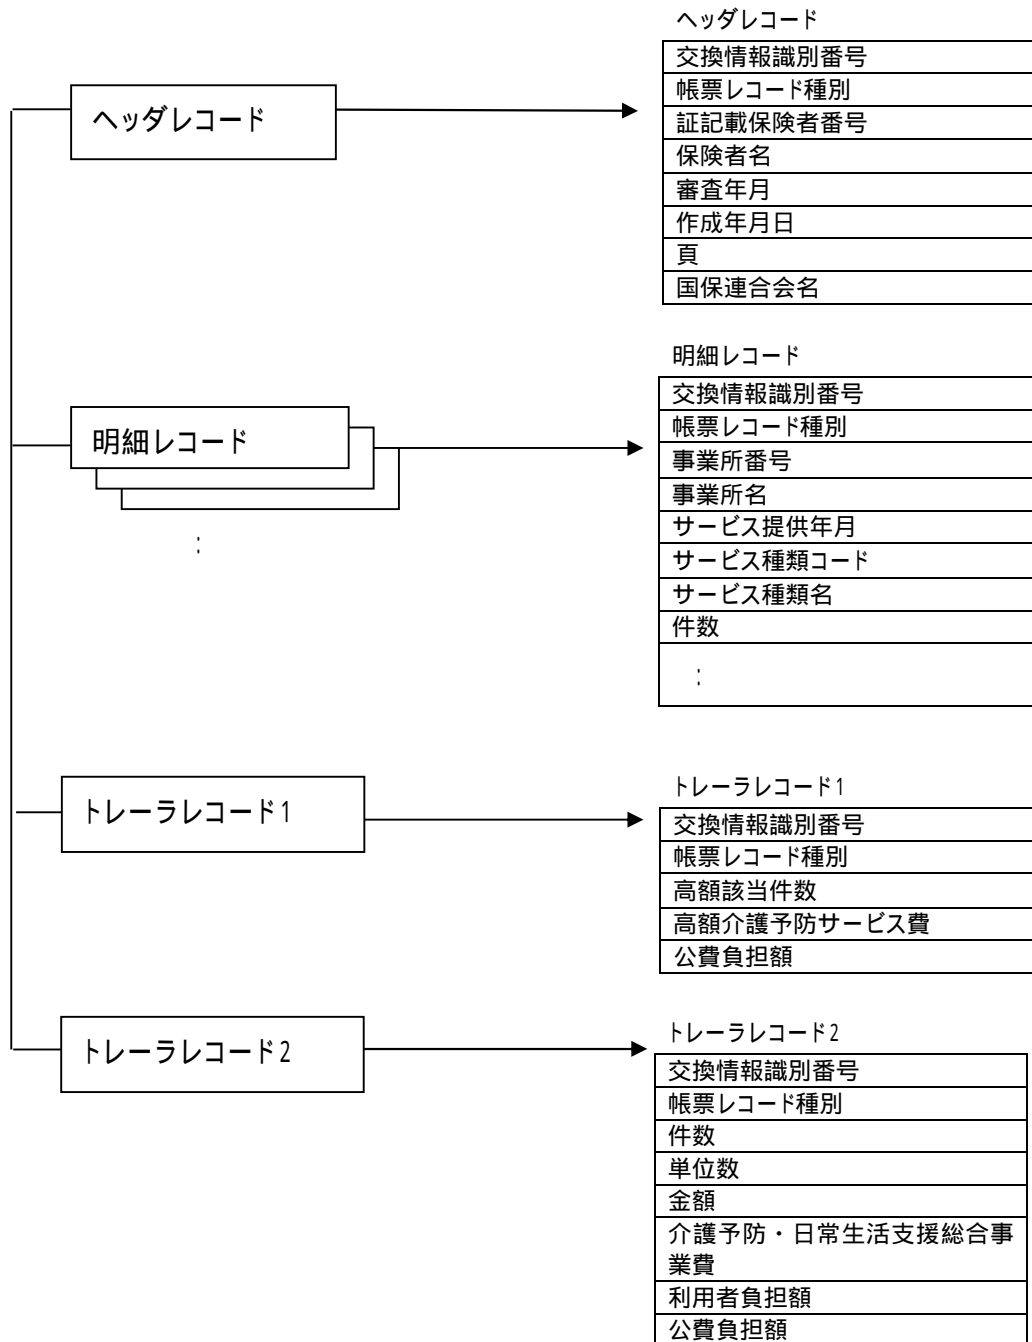 ヘッダレコード
ヘッダレコード
交換情報識別番号
帳票レコード種別
証記載保険者番号
保険者名
審査年月
作成年月日
頁
国保連合会名
明細レコード
：
明細レコード
交換情報識別番号
帳票レコード種別
事業所番号
事業所名
サービス提供年月
サービス種類コード
サービス種類名
件数
：
トレーラレコード1
トレーラレコード1
交換情報識別番号
帳票レコード種別
高額該当件数
高額介護予防サービス費
公費負担額
トレーラレコード2
トレーラレコード2
交換情報識別番号
帳票レコード種別
件数
単位数
金額
介護予防・日常生活支援総合事
業費
利用者負担額
公費負担額